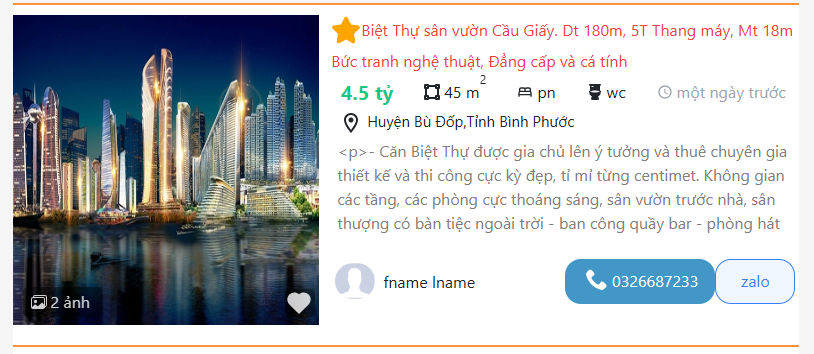 Biệt Thự sân vườn Cầu Giấy. Dt 180m, 5T Thang máy, Mt 18m
Bức tranh nghệ thuật, Đẳng cấp và cá tính
4.5 tỷ 45 m² pn wc một ngày trước
Huyện Bù Đốp,Tỉnh Bình Phước
<p>- Căn Biệt Thự được gia chủ lên ý tưởng và thuê chuyên gia
thiết kế và thi công cực kỳ đẹp, tỉ mỉ từng centimet. Không gian
các tầng, các phòng cực thoáng sáng, sân vườn trước nhà, sân
thượng có bàn tiệc ngoài trời - ban công quầy bar - phòng hát
2 ảnh
fname lname 0326687233 zalo